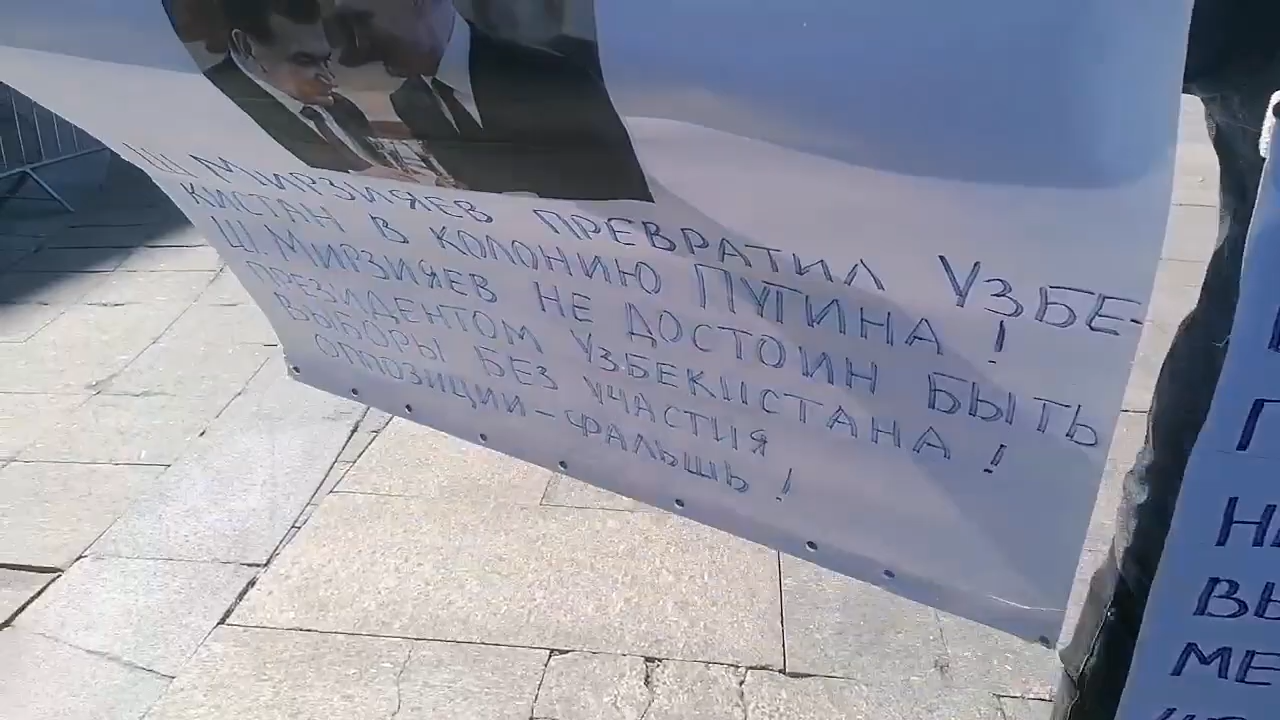 Ш. МИРЗИЯЕВ ПРЕВРАТИЛ УЗБЕ-
КИСТАН В КОЛОНИЮ ПУТИНА!
Ш. МИРЗИЯЕВ НЕ ДОСТОИН БЫТЬ
ПРЕЗИДЕНТОМ УЗБЕКИСТАНА!
ВЫБОРЫ БЕЗ УЧАСТИЯ
ОППОЗИЦИИ – ФАЛЬШЬ!